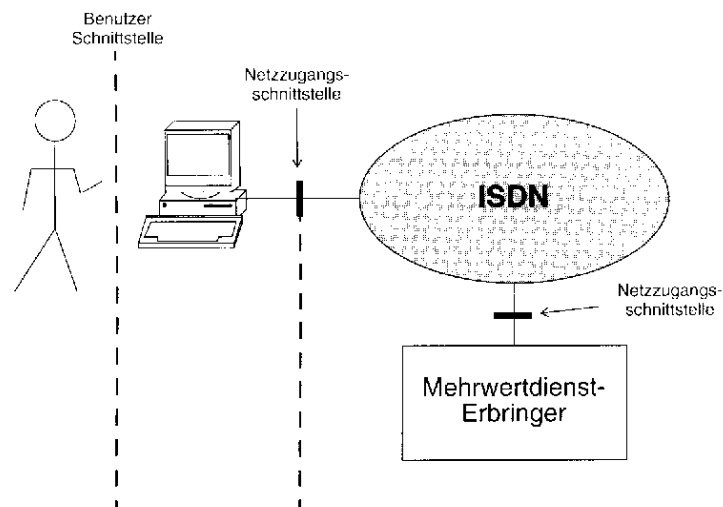 Benutzer
Schnittstelle
Netzzugangs-
schnittstelle
ISDN
Netzzugangs-
schnittstelle
Mehrwertdienst-
Erbringer